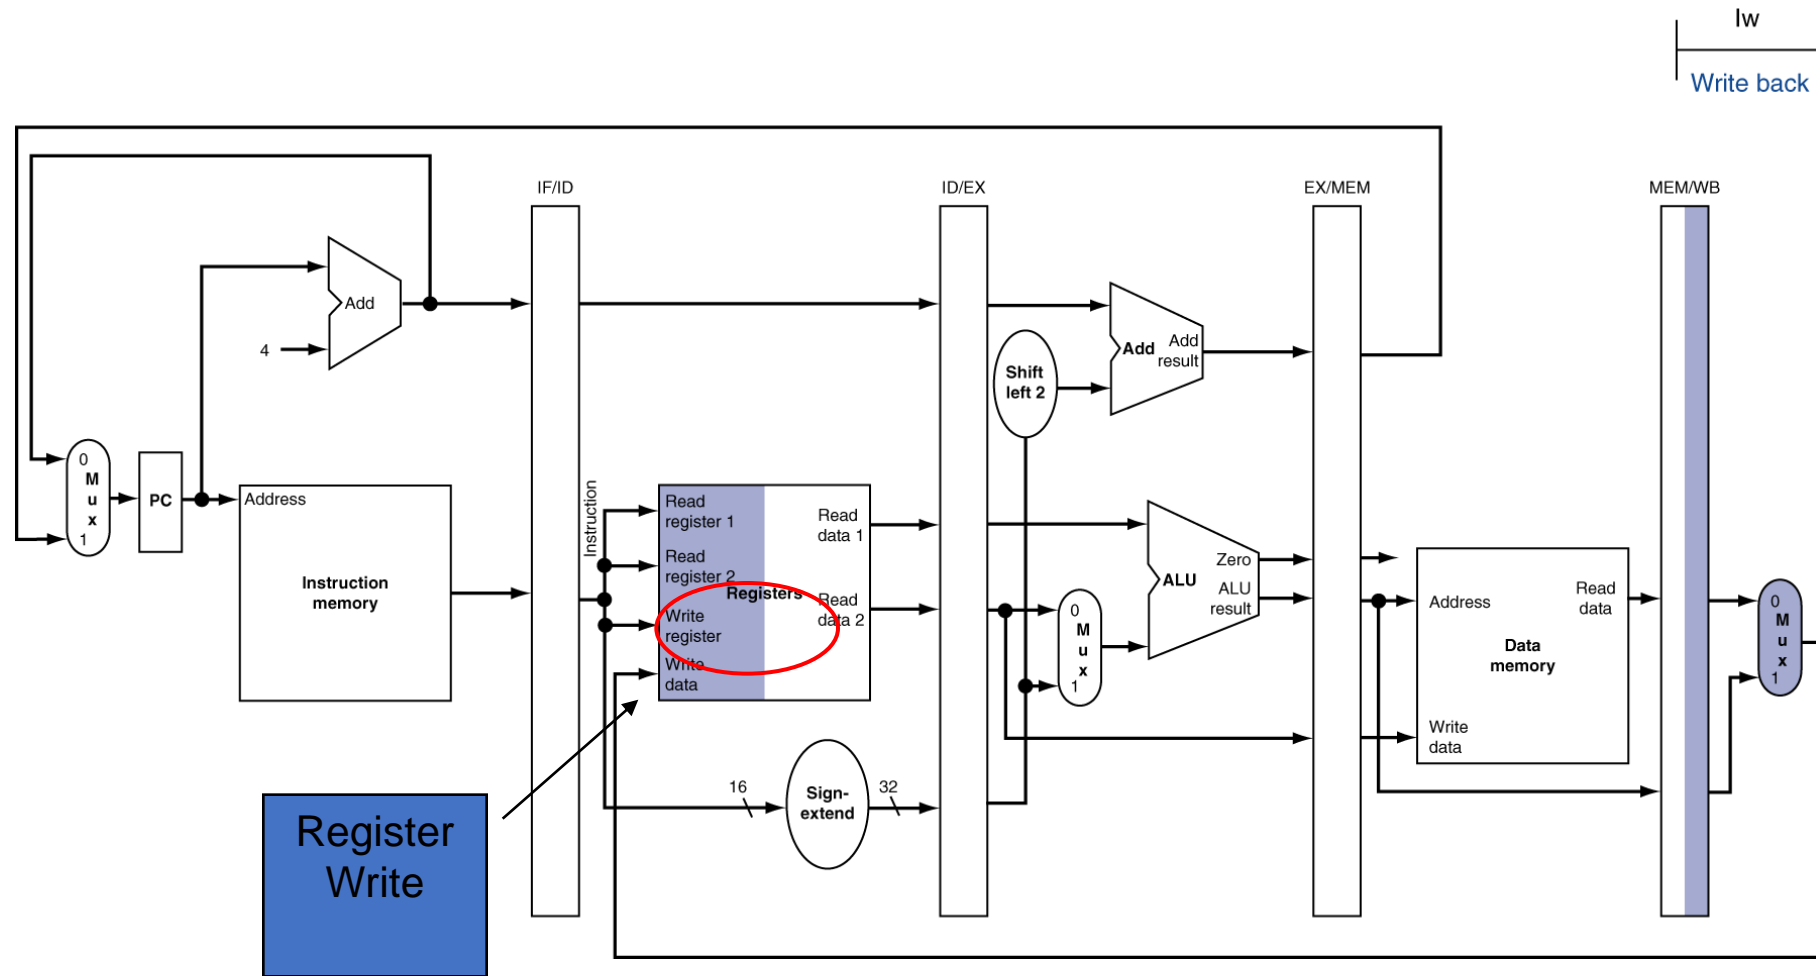 lw
Write back
IF/ID
ID/EX
EX/MEM
MEM/WB
Add
4
Shift
left 2
Add
Add
result
0
M
u
x
1
PC
Address
Instruction
memory
Instruction
Read
register 1
Read
register 2
Write
register
Write
data
Registers
Read
data 1
Read
data 2
16
Sign-
extend
32
0
M
u
x
1
ALU
Zero
ALU
result
Address
Read
data
Data
memory
Write
data
0
M
u
x
1
Register
Write